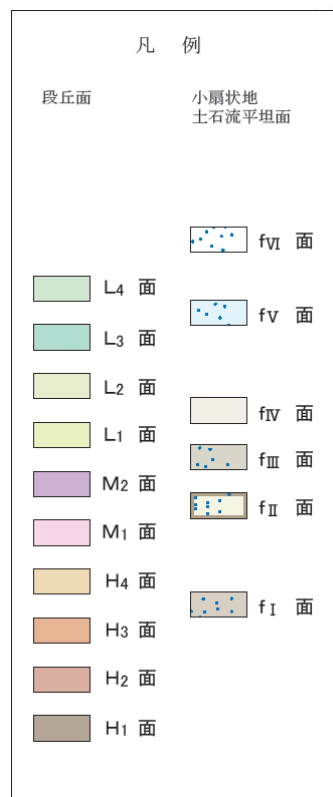 凡 例
段丘面
小扇状地
土石流平坦面
fⅥ 面
L4 面
fⅤ 面
L3 面
L2 面
fⅣ 面
L1 面
fⅢ 面
M2 面
fⅡ 面
M1 面
H4 面
fⅠ 面
H3 面
H2 面
H1 面